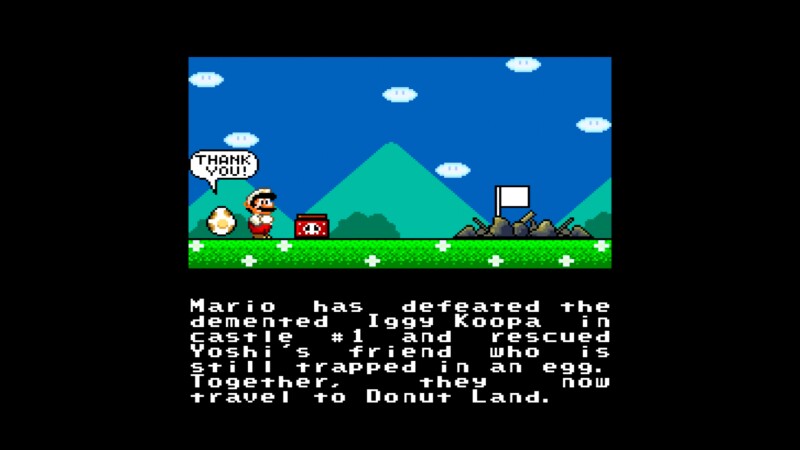 THANK
YOU!
Mario has defeated the
demented Iggy Koopa in
castle #1 and rescued
Yoshi's friend who is
still trapped in an egg.
Together, they now
travel to Donut Land.